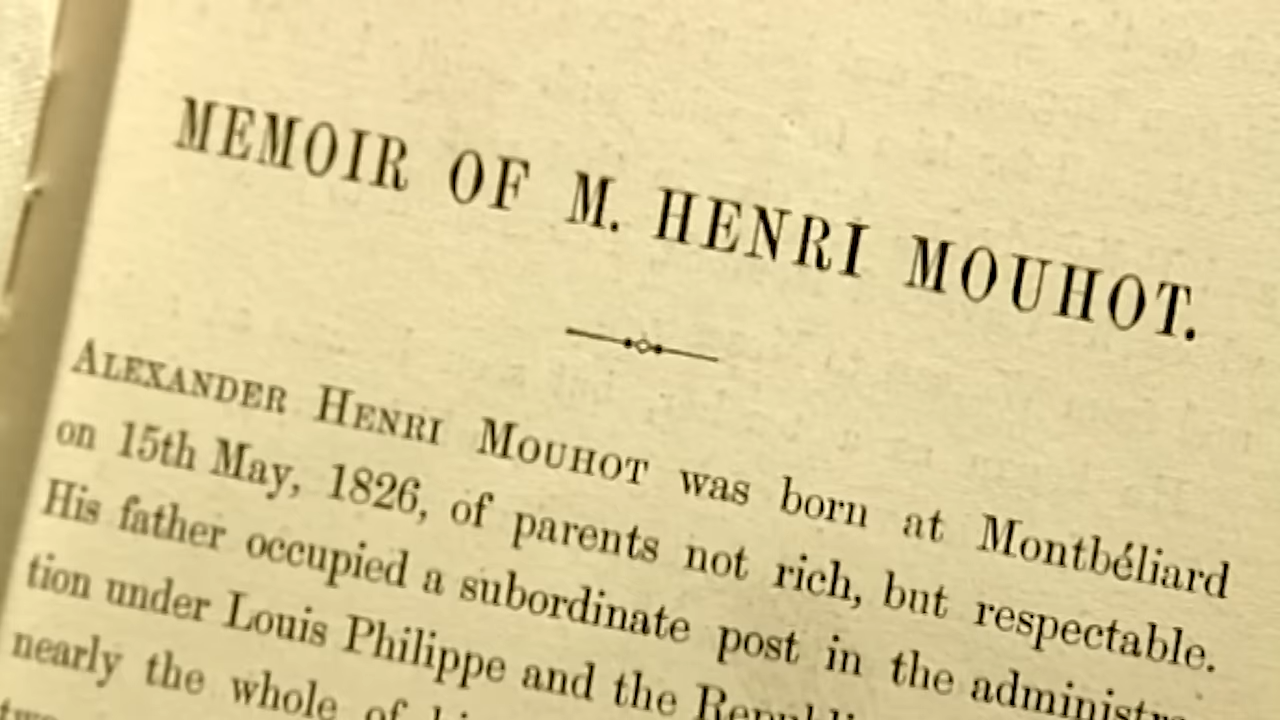 MEMOIR OF M. HENRI MOUHOT.
ALEXANDER HENRI MOUHOT was born at Montbéliard
on 15th May, 1826, of parents not rich, but respectable.
His father occupied a subordinate post in the administra
tion under Louis Philippe and the
nearly the whole of